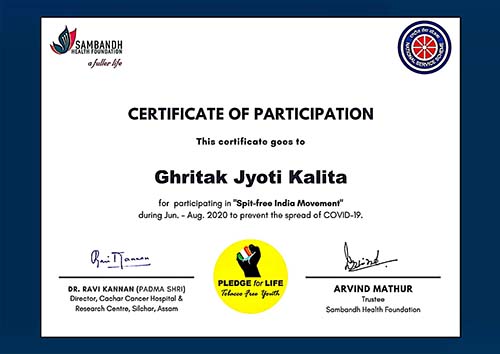 SAMBANDH
HEALTH FOUNDATION
a fuller life
NATIONAL SERVICE SCHEME
CERTIFICATE OF PARTICIPATION
This certificate goes to
Ghritak Jyoti Kalita
for participating in "Spit-free India Movement"
during Jun. - Aug. 2020 to prevent the spread of COVID-19.
DR. RAVI KANNAN (PADMA SHRI)
Director, Cachar Cancer Hospital &
Research Centre, Silchar, Assam
PLEDGE for LIFE
Tobacco Free Youth
ARVIND MATHUR
Trustee
Sambandh Health Foundation